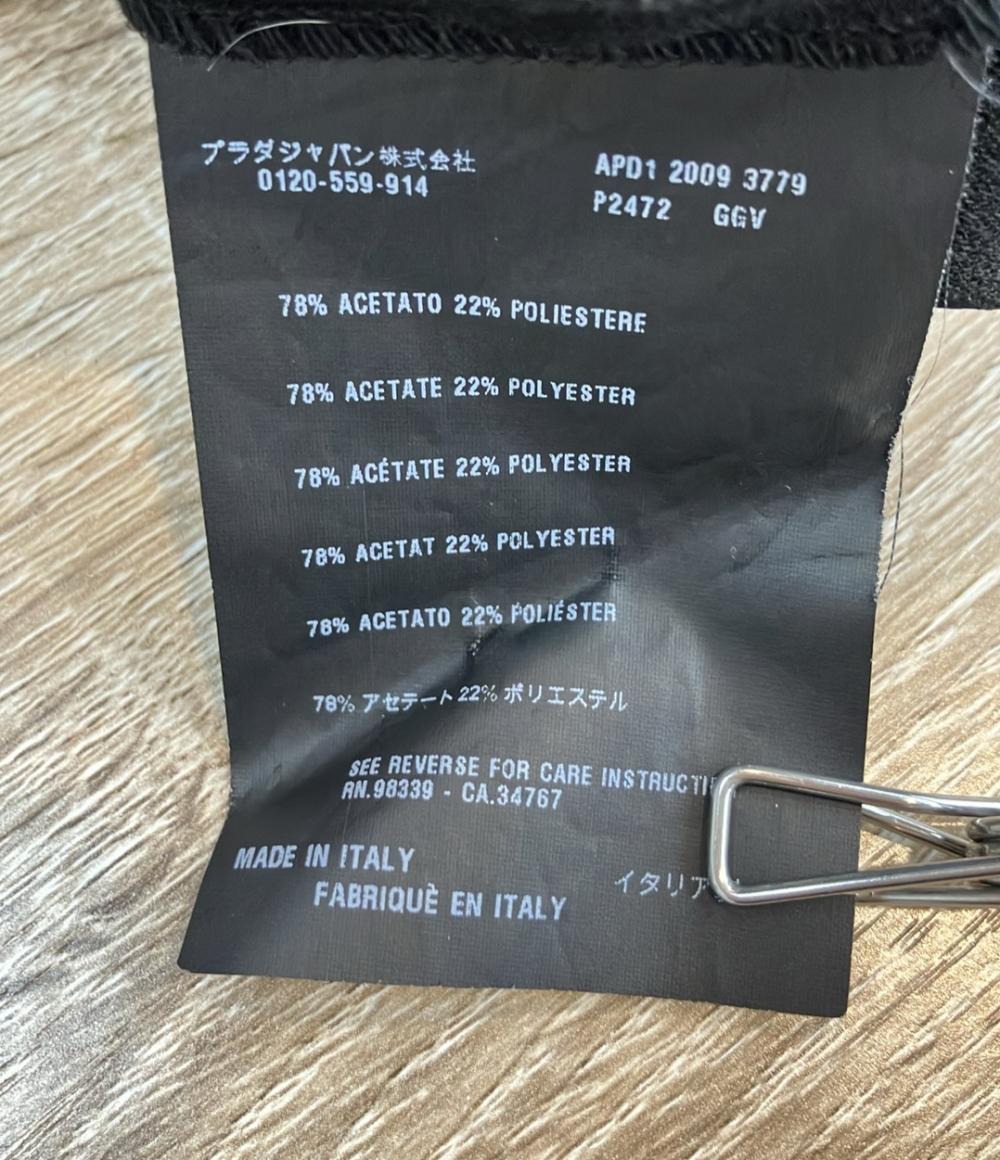 プラダジャパン株式会社
0120-559-914
APD1 2009 3779
P2472 GGV
78% ACETATO 22% POLIESTERE
78% ACETATE 22% POLYESTER
78% ACÉTATE 22% POLYESTER
78% ACETAT 22% POLYESTER
78% ACETATO 22% POLIÉSTER
78% アセテート 22% ポリエステル
SEE REVERSE FOR CARE
RN.98339 - CA.34767
MADE IN ITALY
FABRIQUÈ EN ITALY
イタリア